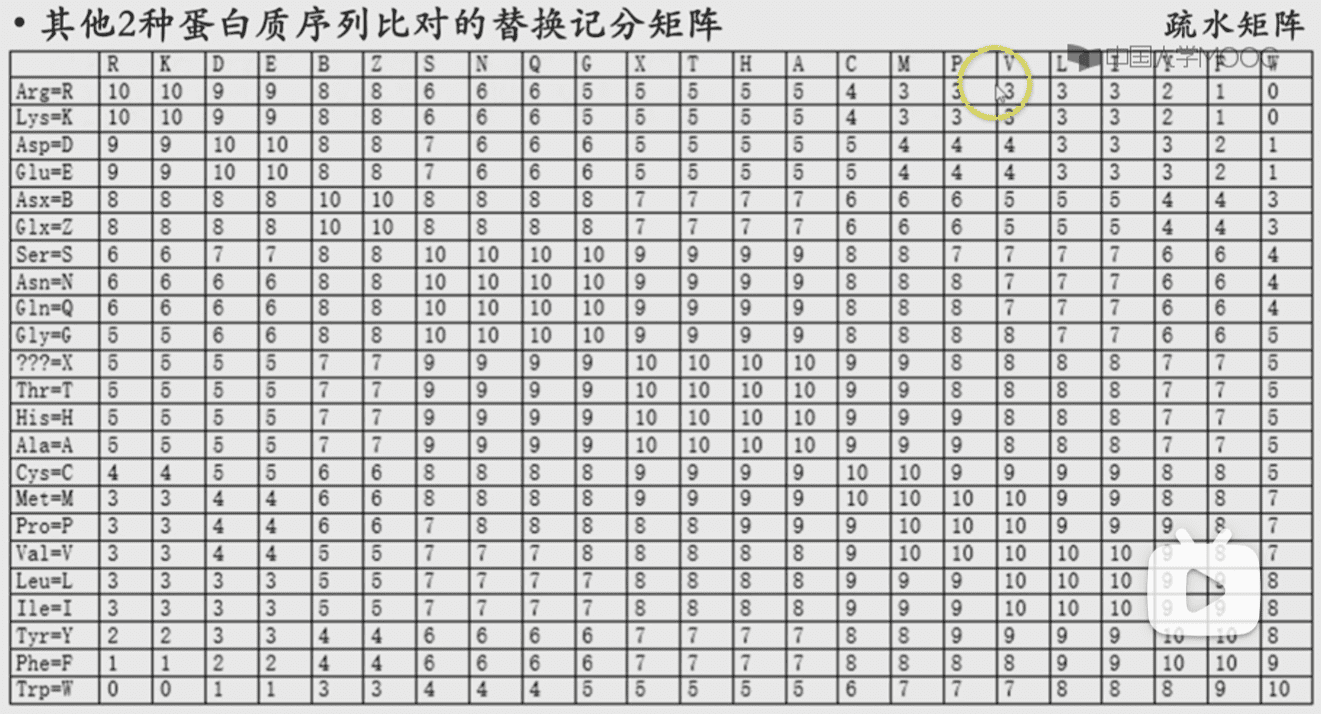 • 其他2种蛋白质序列比对的替换记分矩阵 疏水矩阵
中国大学MOOC
R K D E B Z S N Q G X T H A C M P V L I Y F W
Arg=R 10 10 9 9 8 8 6 6 6 5 5 5 5 5 4 3 3 3 3 3 2 1 0
Lys=K 10 10 9 9 8 8 6 6 6 5 5 5 5 5 4 3 3 3 3 3 2 1 0
Asp=D 9 9 10 10 8 8 7 6 6 6 5 5 5 5 5 4 4 4 3 3 3 2 1
Glu=E 9 9 10 10 8 8 7 6 6 6 5 5 5 5 5 4 4 4 3 3 3 2 1
Asx=B 8 8 8 8 10 10 8 8 8 8 7 7 7 7 6 6 6 5 5 5 4 4 3
Glx=Z 8 8 8 8 10 10 8 8 8 8 7 7 7 7 6 6 6 5 5 5 4 4 3
Ser=S 6 6 7 7 8 8 10 10 10 10 9 9 9 9 8 8 7 7 7 7 6 6 4
Asn=N 6 6 6 6 8 8 10 10 10 10 9 9 9 9 8 8 8 7 7 7 6 6 4
Gln=Q 6 6 6 6 8 8 10 10 10 10 9 9 9 9 8 8 8 7 7 7 6 6 4
Gly=G 5 5 6 6 8 8 10 10 10 10 9 9 9 9 8 8 8 8 7 7 6 6 5
???=X 5 5 5 5 7 7 9 9 9 9 10 10 10 10 9 9 8 8 8 8 7 7 5
Thr=T 5 5 5 5 7 7 9 9 9 9 10 10 10 10 9 9 8 8 8 8 7 7 5
His=H 5 5 5 5 7 7 9 9 9 9 10 10 10 10 9 9 9 8 8 8 7 7 5
Ala=A 5 5 5 5 7 7 9 9 9 9 10 10 10 10 9 9 9 8 8 8 7 7 5
Cys=C 4 4 5 5 6 6 8 8 8 8 9 9 9 9 10 10 9 9 9 9 8 8 5
Met=M 3 3 4 4 6 6 8 8 8 8 9 9 9 9 10 10 10 10 9 9 8 8 7
Pro=P 3 3 4 4 6 6 7 8 8 8 8 8 9 9 9 10 10 10 9 9 9 8 7
Val=V 3 3 4 4 5 5 7 7 7 8 8 8 8 8 9 10 10 10 10 10 9 8 7
Leu=L 3 3 3 3 5 5 7 7 7 7 8 8 8 8 9 9 9 10 10 10 9 9 8
Ile=I 3 3 3 3 5 5 7 7 7 7 8 8 8 8 9 9 9 10 10 10 9 9 8
Tyr=Y 2 2 3 3 4 4 6 6 6 6 7 7 7 7 8 8 9 9 9 9 10 10 8
Phe=F 1 1 2 2 4 4 6 6 6 6 7 7 7 7 8 8 8 8 9 9 10 10 9
Trp=W 0 0 1 1 3 3 4 4 4 5 5 5 5 5 6 7 7 7 8 8 8 9 10